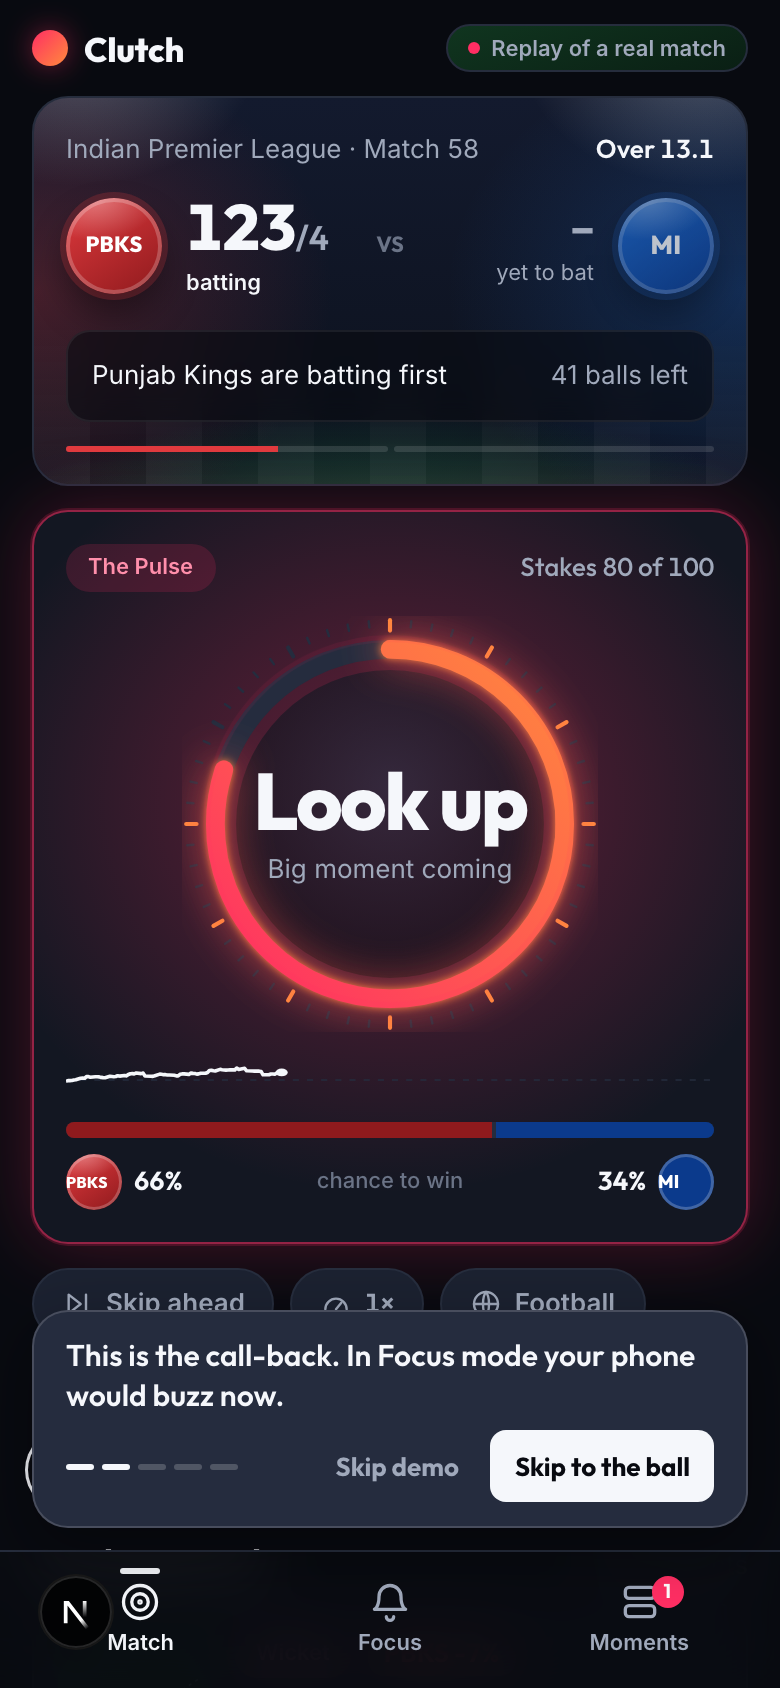 Clutch
Replay of a real match
Indian Premier League · Match 58
Over 13.1
PBKS
123/4
batting
VS
–
yet to bat
MI
Punjab Kings are batting first
41 balls left
The Pulse
Stakes 80 of 100
Look up
Big moment coming
PBKS
66%
chance to win
34%
MI
Skip ahead
1×
Football
This is the call-back. In Focus mode your phone
would buzz now.
Skip demo
Skip to the ball
N
Match
Focus
1
Moments